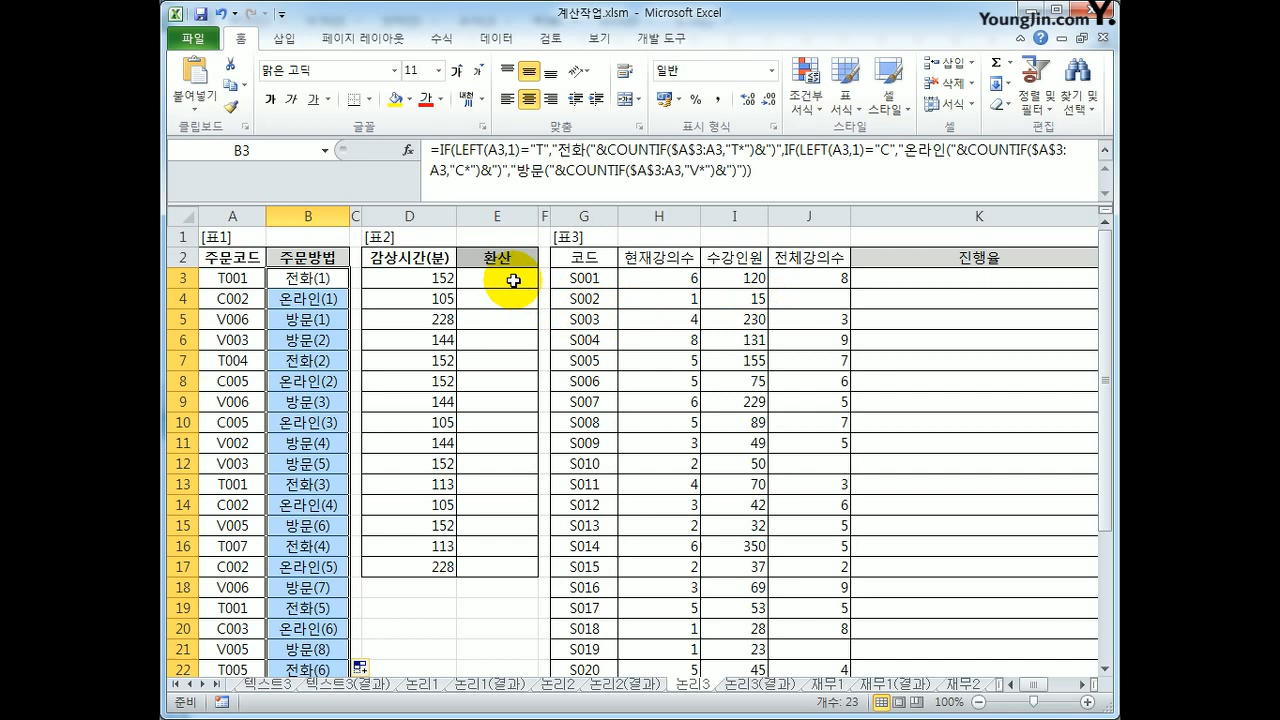 계산작업.xlsm - Microsoft Excel
YoungJin.com Y.
파일 홈 삽입 페이지 레이아웃 수식 데이터 검토 보기 개발 도구
붙여넣기 맑은 고딕 11 가 가 일반 조건부 서식 표 서식 셀 스타일 삽입 삭제 서식 정렬 및 필터 찾기 및 선택
클립보드 글꼴 맞춤 표시 형식 스타일 셀 편집
B3 fx =IF(LEFT(A3,1)="T","전화("&COUNTIF($A$3:A3,"T*")&")",IF(LEFT(A3,1)="C","온라인("&COUNTIF($A$3:
A3,"C*")&")","방문("&COUNTIF($A$3:A3,"V*")&")"))
A B C D E F G H I J K
1 [표1] [표2] [표3]
2 주문코드 주문방법 감상시간(분) 환산 코드 현재강의수 수강인원 전체강의수 진행율
3 T001 전화(1) 152 S001 6 120 8
4 C002 온라인(1) 105 S002 1 15
5 V006 방문(1) 228 S003 4 230 3
6 V003 방문(2) 144 S004 8 131 9
7 T004 전화(2) 152 S005 5 155 7
8 C005 온라인(2) 152 S006 5 75 6
9 V006 방문(3) 144 S007 6 229 5
10 C005 온라인(3) 105 S008 5 89 7
11 V002 방문(4) 144 S009 3 49 5
12 V003 방문(5) 152 S010 2 50
13 T001 전화(3) 113 S011 4 70 3
14 C002 온라인(4) 105 S012 3 42 6
15 V005 방문(6) 152 S013 2 32 5
16 T007 전화(4) 113 S014 6 350 5
17 C002 온라인(5) 228 S015 2 37 2
18 V006 방문(7) S016 3 69 9
19 T001 전화(5) S017 5 53 5
20 C003 온라인(6) S018 1 28 8
21 V005 방문(8) S019 1 23
22 T005 전화(6) S020 5 45 4
텍스트3 텍스트3(결과) 논리1 논리1(결과) 논리2 논리2(결과) 논리3 논리3(결과) 재무1 재무1(결과) 재무2
준비 개수: 23 100%